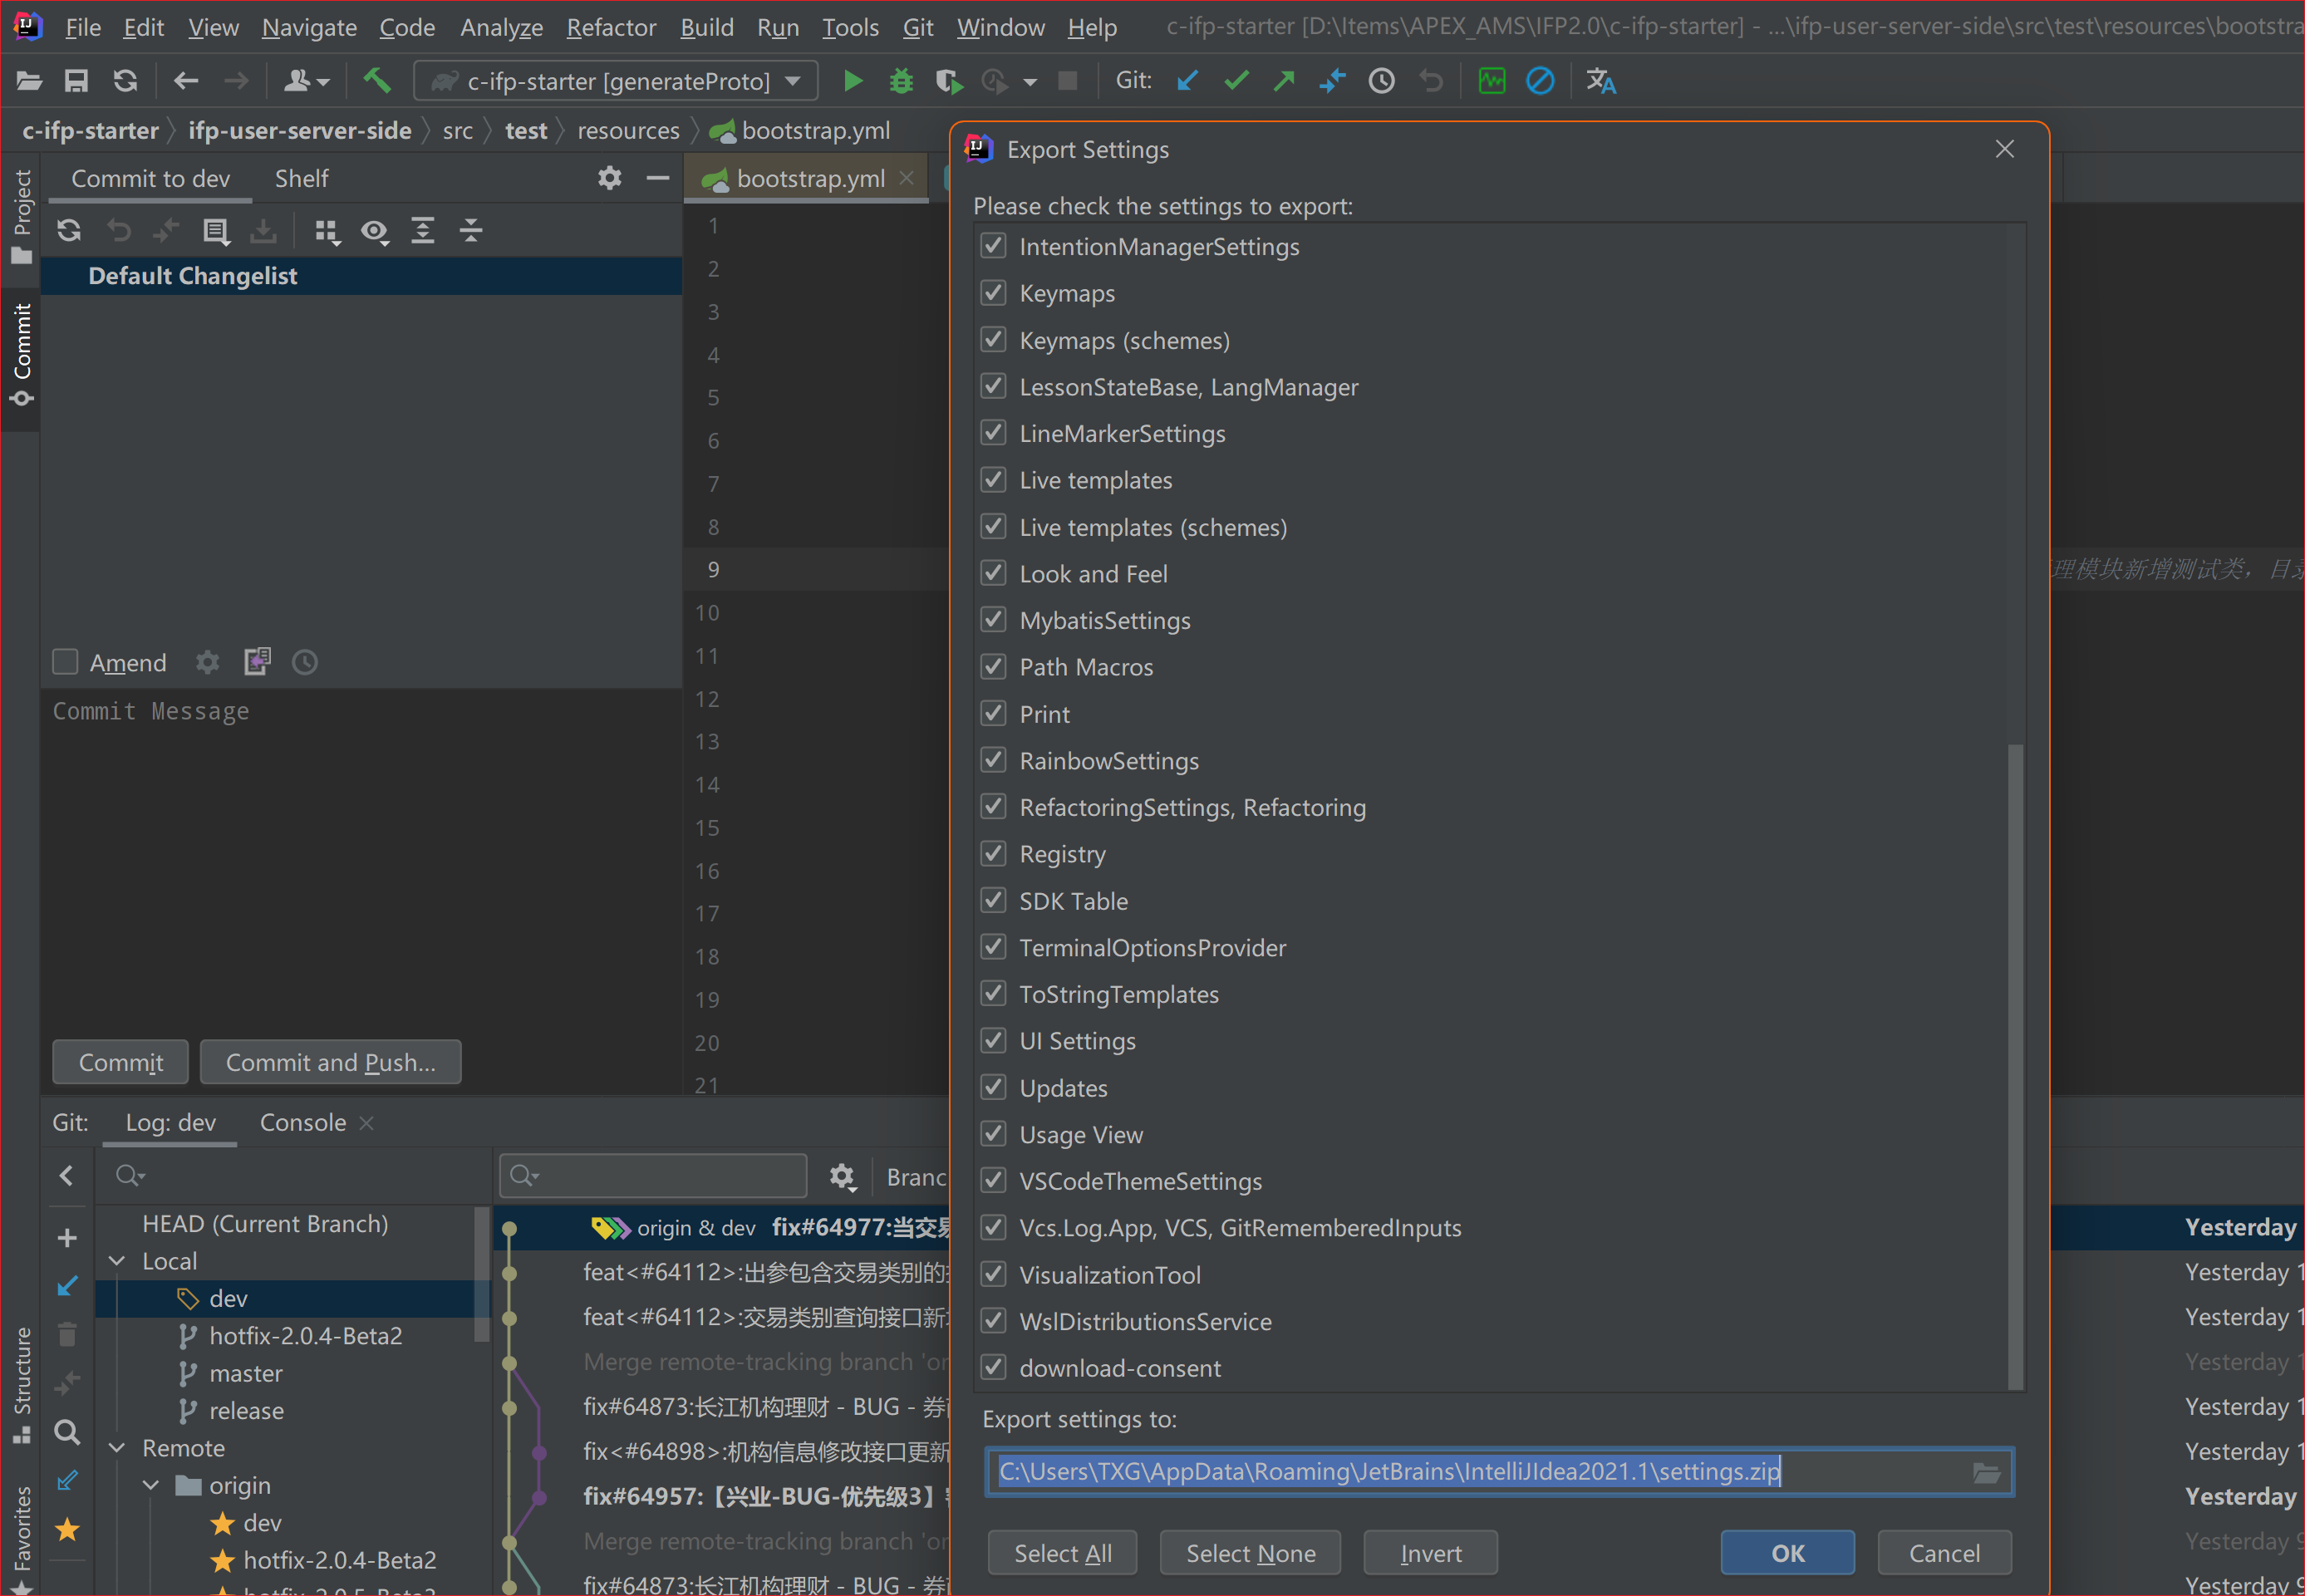 File Edit View Navigate Code Analyze Refactor Build Run Tools Git Window Help c-ifp-starter [D:\Items\APEX_AMS\IFP2.0\c-ifp-starter] - ...\ifp-user-server-side\src\test\resources\bootstra
c-ifp-starter [generateProto] Git:
c-ifp-starter ifp-user-server-side src test resources bootstrap.yml
Project
Commit
Structure
Favorites
Commit to dev Shelf
Default Changelist
Amend
Commit Message
Commit Commit and Push...
bootstrap.yml
1
2
3
4
5
6
7
8
9
10
11
12
13
14
15
16
17
18
19
20
21
理模块新增测试类，目录
Export Settings
Please check the settings to export:
IntentionManagerSettings
Keymaps
Keymaps (schemes)
LessonStateBase, LangManager
LineMarkerSettings
Live templates
Live templates (schemes)
Look and Feel
MybatisSettings
Path Macros
Print
RainbowSettings
RefactoringSettings, Refactoring
Registry
SDK Table
TerminalOptionsProvider
ToStringTemplates
UI Settings
Updates
Usage View
VSCodeThemeSettings
Vcs.Log.App, VCS, GitRememberedInputs
VisualizationTool
WslDistributionsService
download-consent
Export settings to:
C:\Users\TXG\AppData\Roaming\JetBrains\IntelliJIdea2021.1\settings.zip
Select All Select None Invert OK Cancel
Git: Log: dev Console
HEAD (Current Branch)
Local
dev
hotfix-2.0.4-Beta2
master
release
Remote
origin
dev
hotfix-2.0.4-Beta2
hotfix-2.0.5-Beta2
Branc
origin & dev fix#64977:当交易 Yesterday
feat<#64112>:出参包含交易类别的 Yesterday 1
feat<#64112>:交易类别查询接口新 Yesterday 1
Merge remote-tracking branch 'or Yesterday 1
fix#64873:长江机构理财 - BUG - 券商 Yesterday 1
fix<#64898>:机构信息修改接口更新 Yesterday 1
fix#64957:【兴业-BUG-优先级3】 Yesterday
Merge remote-tracking branch 'or Yesterday 9
fix#64873:长江机构理财 - BUG - 券商 Yesterday 9